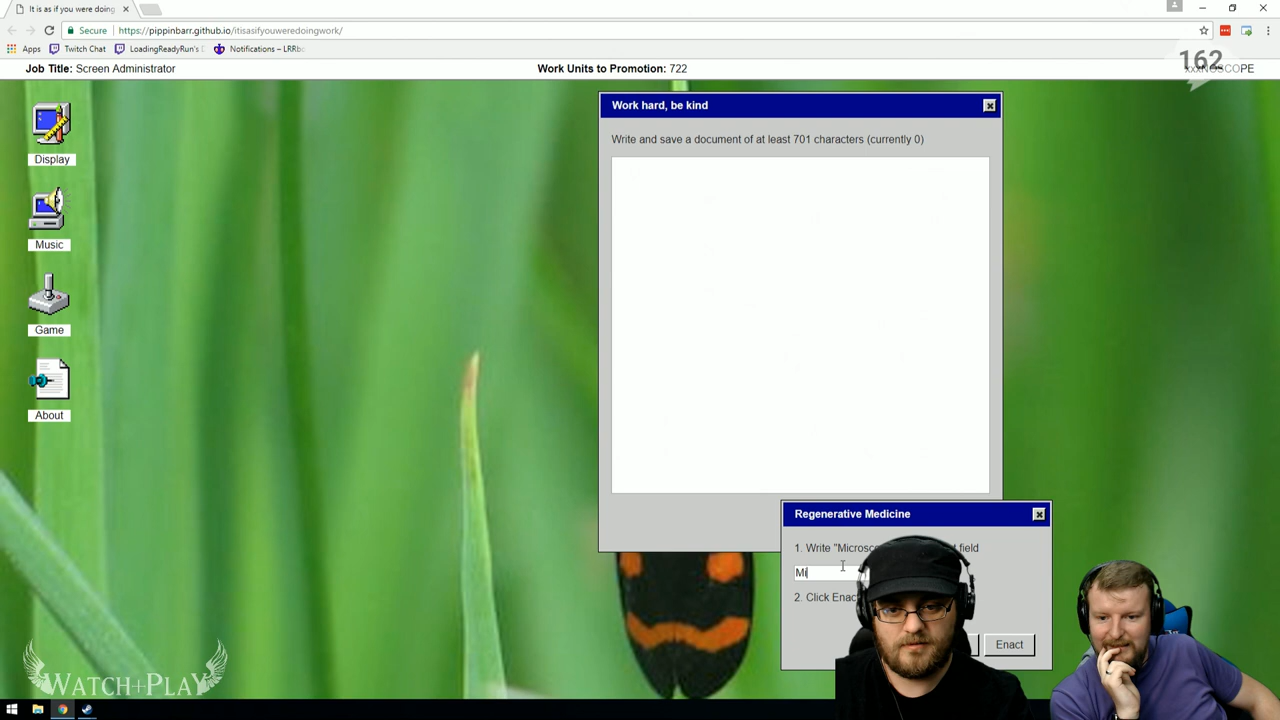 It is as if you were doing
Secure https://pippinbarr.github.io/itisasifyouweredoingwork/
Apps Twitch Chat LoadingReadyRun's Notifications – LRRb
Job Title: Screen Administrator Work Units to Promotion: 722
162
Work hard, be kind
Write and save a document of at least 701 characters (currently 0)
Display
Music
Game
About
Regenerative Medicine
1. Write "Microsc field
Mi
2. Click Enac
Enact
WATCH+PLAY